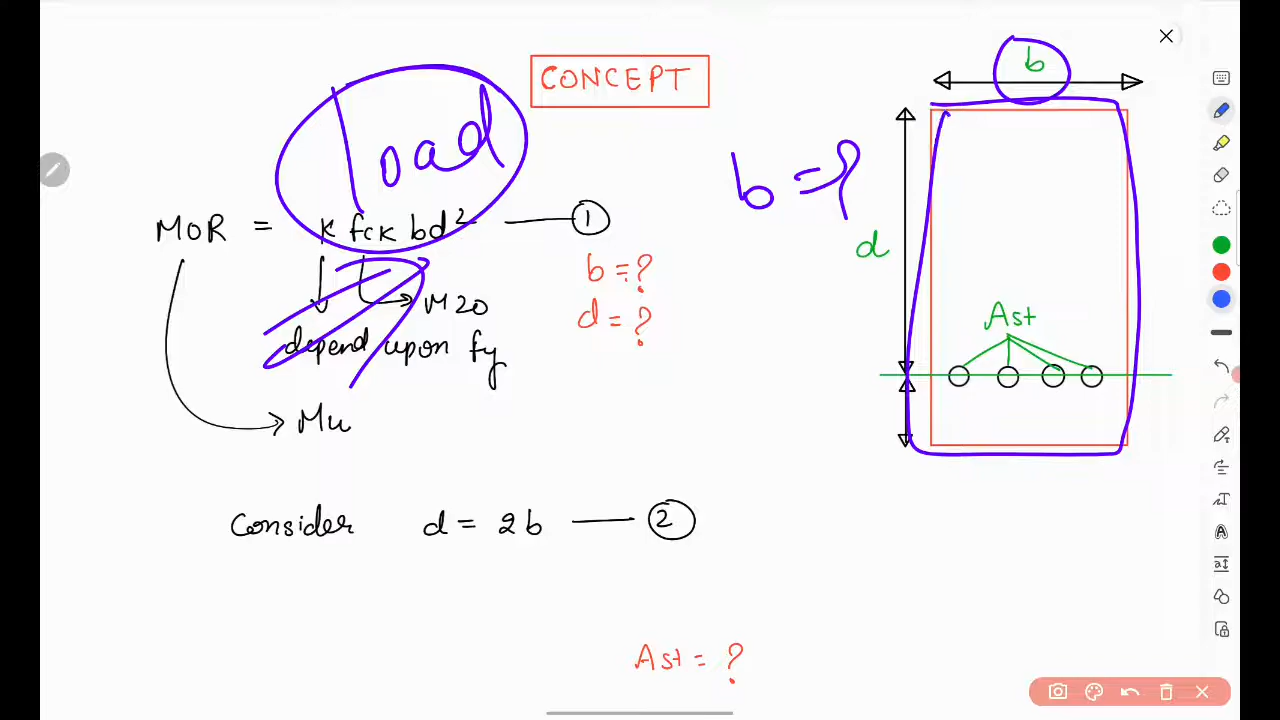 CONCEPT
b
Load
b = ?
MOR = K fck bd² — 1
d
b = ?
M20
d = ?
Ast
depend upon fy
Mu
Consider d = 2b — 2
Ast = ?